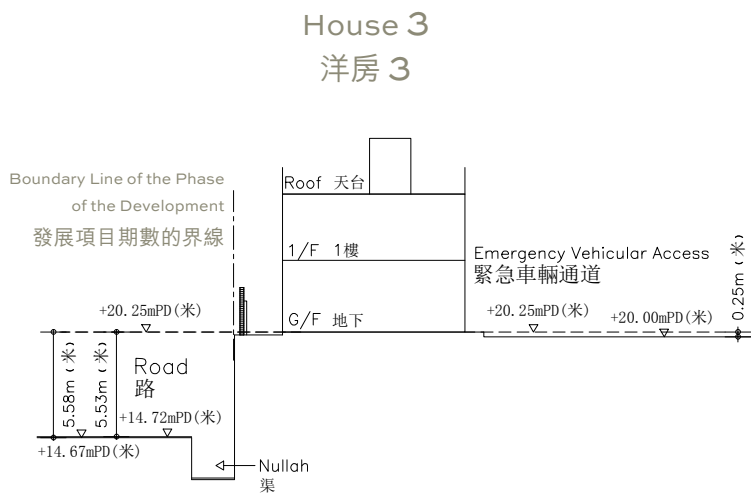 House 3
洋房 3
Boundary Line of the Phase
of the Development
發展項目期數的界線
Roof 天台
1/F 1樓
G/F 地下
Emergency Vehicular Access
緊急車輛通道
0.25m (米)
+20.25mPD(米)
+20.25mPD(米)
+20.00mPD(米)
5.58m (米)
5.53m (米)
Road
路
+14.72mPD(米)
+14.67mPD(米)
Nullah
渠